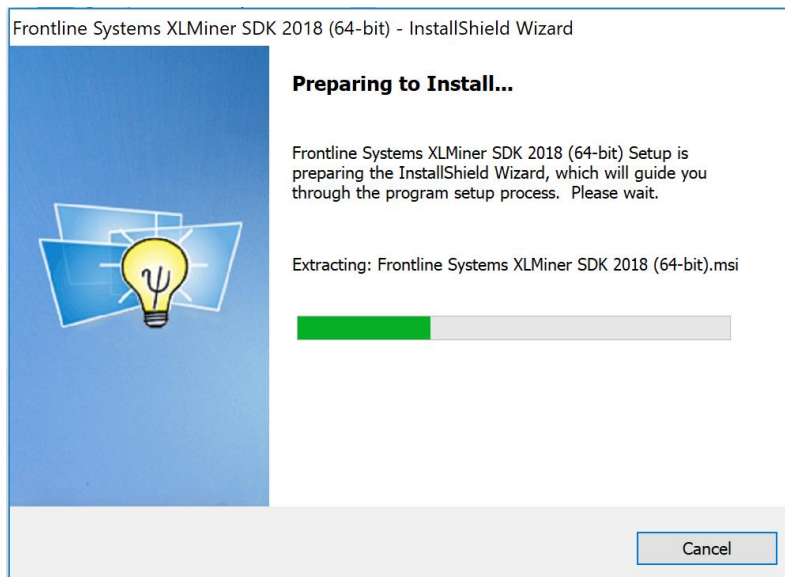 Frontline Systems XLMiner SDK 2018 (64-bit) - InstallShield Wizard
Preparing to Install...
Frontline Systems XLMiner SDK 2018 (64-bit) Setup is
preparing the InstallShield Wizard, which will guide you
through the program setup process.  Please wait.
Extracting: Frontline Systems XLMiner SDK 2018 (64-bit).msi
ψ
Cancel